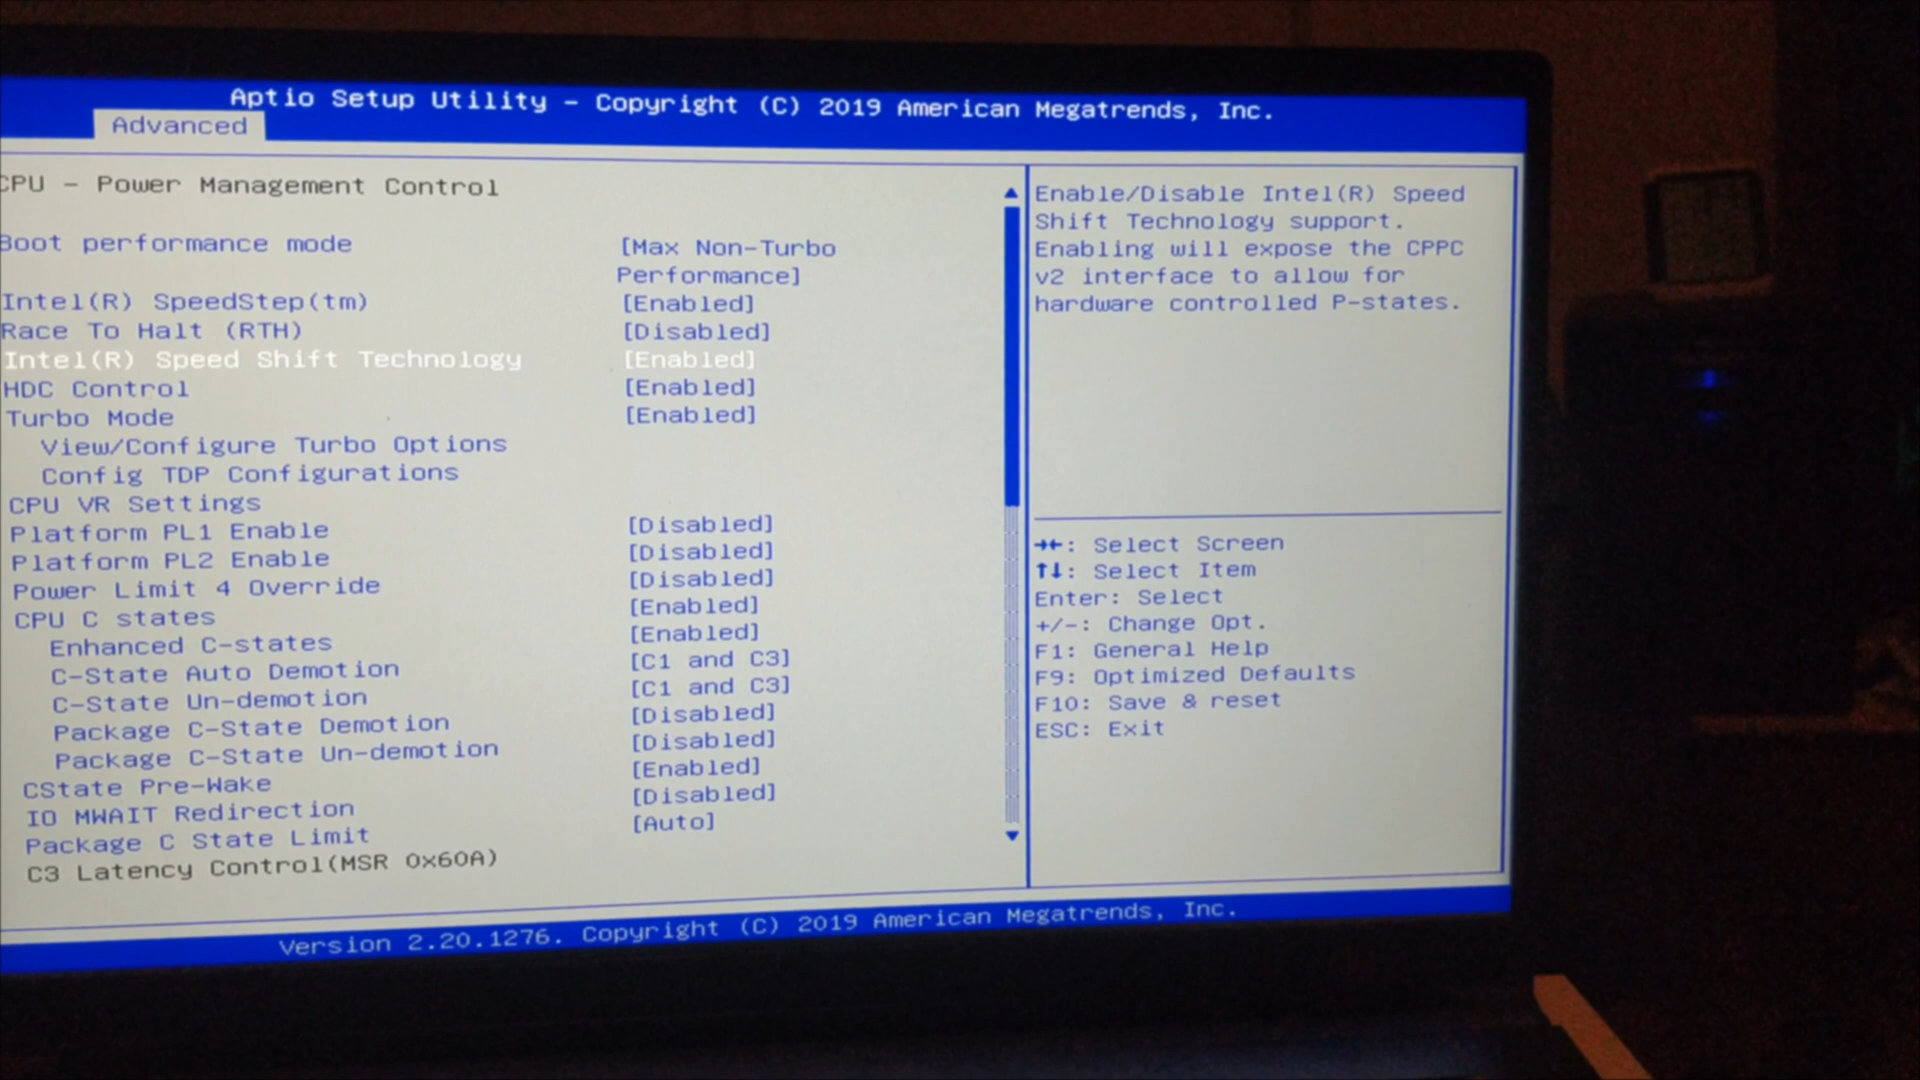 Aptio Setup Utility - Copyright (C) 2019 American Megatrends, Inc.
Advanced
CPU - Power Management Control
Boot performance mode [Max Non-Turbo
Performance]
Intel(R) SpeedStep(tm) [Enabled]
Race To Halt (RTH) [Disabled]
Intel(R) Speed Shift Technology [Enabled]
HDC Control [Enabled]
Turbo Mode [Enabled]
View/Configure Turbo Options
Config TDP Configurations
CPU VR Settings
Platform PL1 Enable [Disabled]
Platform PL2 Enable [Disabled]
Power Limit 4 Override [Disabled]
CPU C states [Enabled]
Enhanced C-states [Enabled]
C-State Auto Demotion [C1 and C3]
C-State Un-demotion [C1 and C3]
Package C-State Demotion [Disabled]
Package C-State Un-demotion [Disabled]
CState Pre-Wake [Enabled]
IO MWAIT Redirection [Disabled]
Package C State Limit [Auto]
C3 Latency Control(MSR 0x60A)
Enable/Disable Intel(R) Speed
Shift Technology support.
Enabling will expose the CPPC
v2 interface to allow for
hardware controlled P-states.
→←: Select Screen
↑↓: Select Item
Enter: Select
+/-: Change Opt.
F1: General Help
F9: Optimized Defaults
F10: Save & reset
ESC: Exit
Version 2.20.1276. Copyright (C) 2019 American Megatrends, Inc.